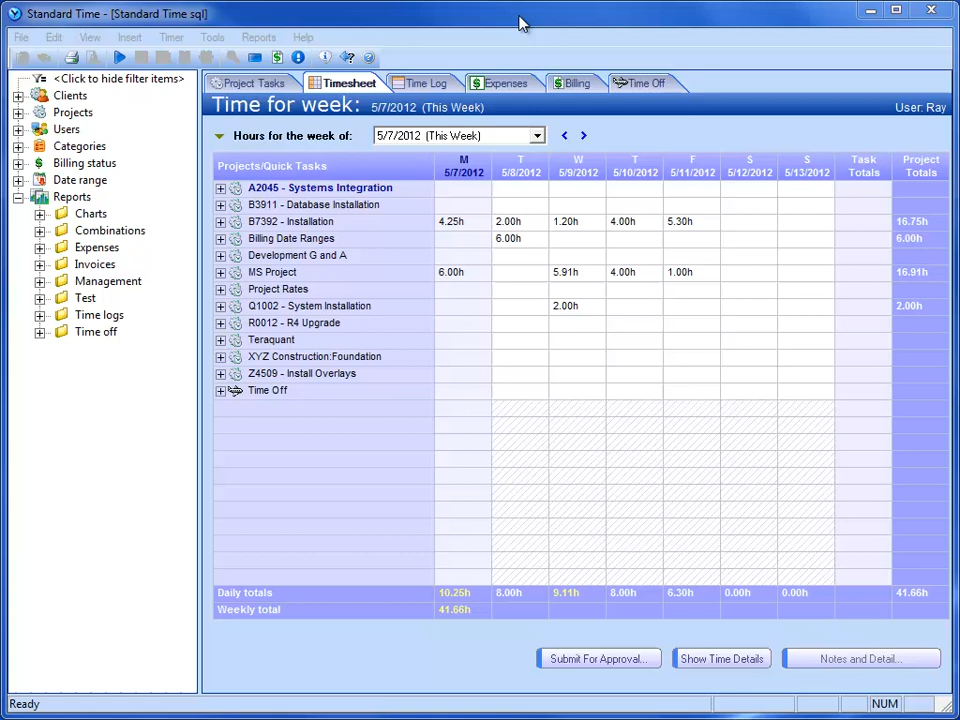 Standard Time - [Standard Time sql]
File Edit View Insert Timer Tools Reports Help
Project Tasks Timesheet Time Log Expenses Billing Time Off
<Click to hide filter items>
Clients
Projects
Users
Categories
Billing status
Date range
Reports
Charts
Combinations
Expenses
Invoices
Management
Test
Time logs
Time off
Time for week: 5/7/2012 (This Week) User: Ray
Hours for the week of: 5/7/2012 (This Week) < >
Projects/Quick Tasks M 5/7/2012 T 5/8/2012 W 5/9/2012 T 5/10/2012 F 5/11/2012 S 5/12/2012 S 5/13/2012 Task Totals Project Totals
A2045 - Systems Integration
B3911 - Database Installation
B7392 - Installation 4.25h 2.00h 1.20h 4.00h 5.30h 16.75h
Billing Date Ranges 6.00h 6.00h
Development G and A
MS Project 6.00h 5.91h 4.00h 1.00h 16.91h
Project Rates
Q1002 - System Installation 2.00h 2.00h
R0012 - R4 Upgrade
Teraquant
XYZ Construction:Foundation
Z4509 - Install Overlays
Time Off
Daily totals 10.25h 8.00h 9.11h 8.00h 6.30h 0.00h 0.00h 41.66h
Weekly total 41.66h
Submit For Approval... Show Time Details Notes and Detail...
Ready NUM